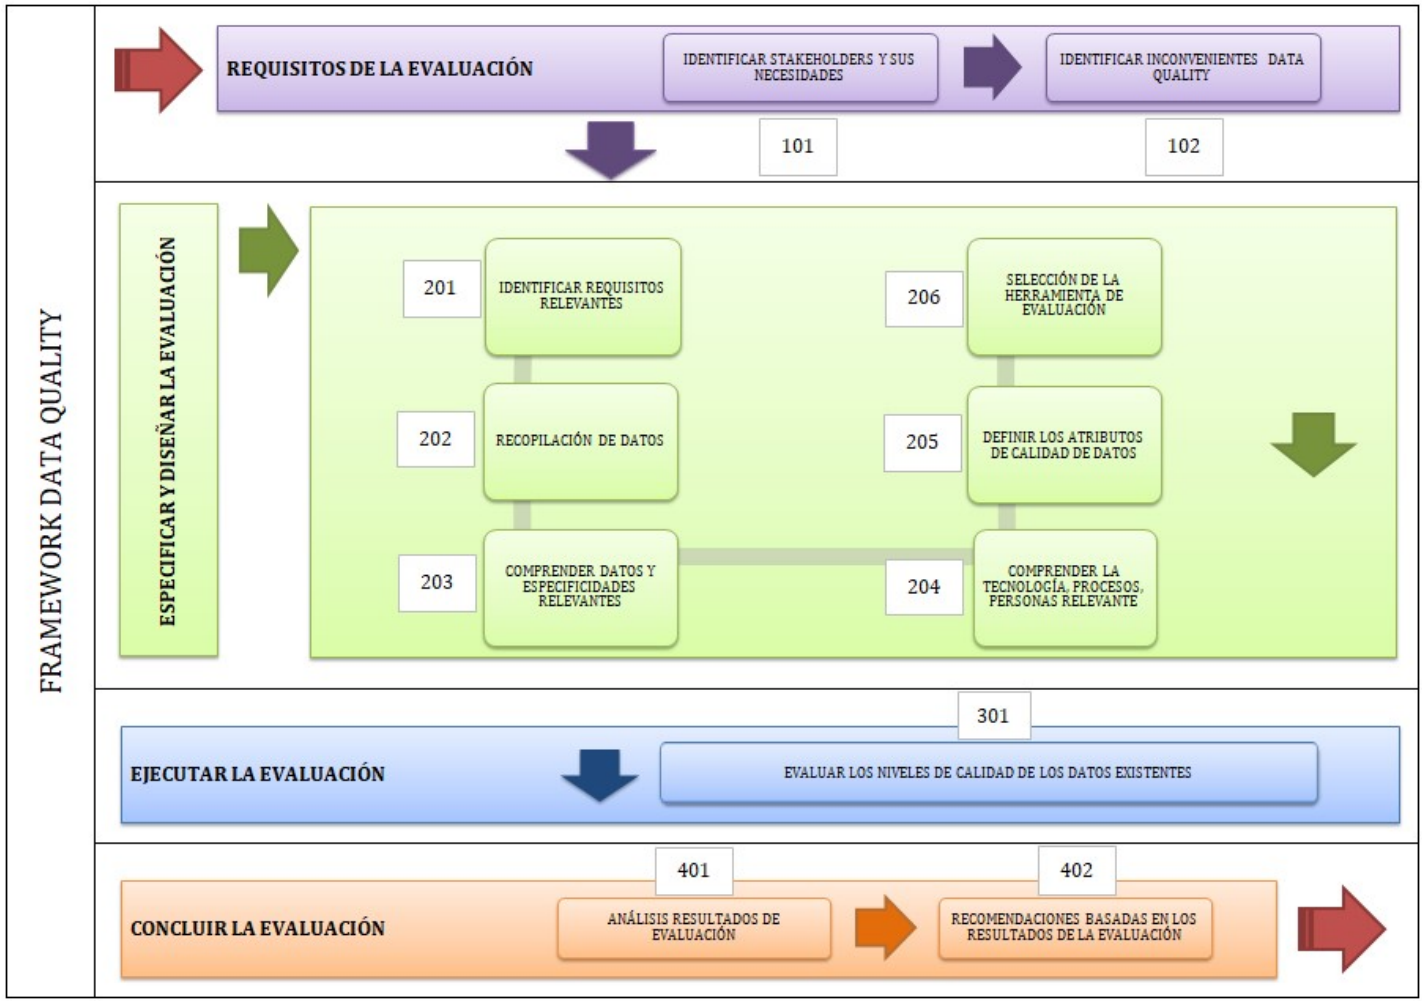 FRAMEWORK DATA QUALITY
REQUISITOS DE LA EVALUACIÓN
IDENTIFICAR STAKEHOLDERS Y SUS
NECESIDADES
IDENTIFICAR INCONVENIENTES DATA
QUALITY
101
102
ESPECIFICAR Y DISEÑAR LA EVALUACIÓN
201
IDENTIFICAR REQUISITOS
RELEVANTES
202
RECOPILACIÓN DE DATOS
203
COMPRENDER DATOS Y
ESPECIFICIDADES
RELEVANTES
204
COMPRENDER LA
TECNOLOGÍA, PROCESOS,
PERSONAS RELEVANTE
205
DEFINIR LOS ATRIBUTOS
DE CALIDAD DE DATOS
206
SELECCIÓN DE LA
HERRAMIENTA DE
EVALUACIÓN
301
EJECUTAR LA EVALUACIÓN
EVALUAR LOS NIVELES DE CALIDAD DE LOS DATOS EXISTENTES
401
402
CONCLUIR LA EVALUACIÓN
ANÁLISIS RESULTADOS DE
EVALUACIÓN
RECOMENDACIONES BASADAS EN LOS
RESULTADOS DE LA EVALUACIÓN